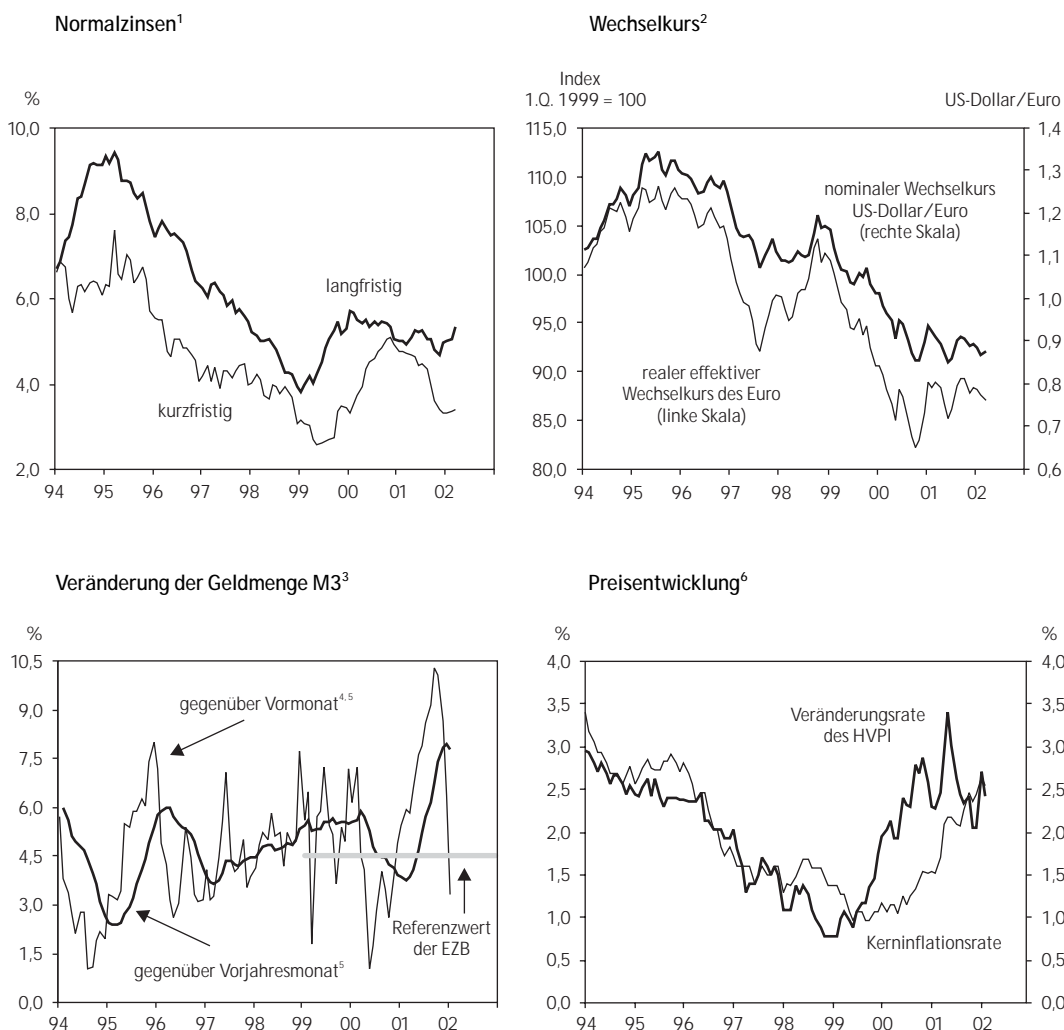 Normalzinsen¹
%
10,0
8,0
6,0
4,0
2,0
langfristig
kurzfristig
94 95 96 97 98 99 00 01 02
Wechselkurs²
Index
1.Q. 1999 = 100
US-Dollar/Euro
115,0
110,0
105,0
100,0
95,0
90,0
85,0
80,0
nominaler Wechselkurs
US-Dollar/Euro
(rechte Skala)
realer effektiver
Wechselkurs des Euro
(linke Skala)
1,4
1,3
1,2
1,1
1,0
0,9
0,8
0,7
0,6
94 95 96 97 98 99 00 01 02
Veränderung der Geldmenge M3³
%
10,5
9,0
7,5
6,0
4,5
3,0
1,5
0,0
gegenüber Vormonat⁴,⁵
Referenzwert
der EZB
gegenüber Vorjahresmonat⁵
94 95 96 97 98 99 00 01 02
Preisentwicklung⁶
% %
4,0 4,0
3,5 3,5
3,0 3,0
2,5 2,5
2,0 2,0
1,5 1,5
1,0 1,0
0,5 0,5
0,0 0,0
Veränderungsrate
des HVPI
Kerninflationsrate
94 95 96 97 98 99 00 01 02